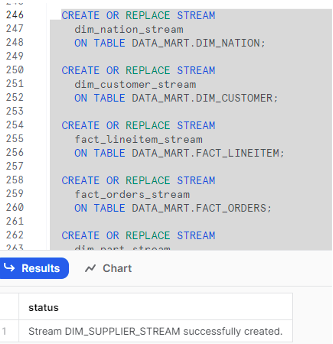 246 CREATE OR REPLACE STREAM
247 dim_nation_stream
248 ON TABLE DATA_MART.DIM_NATION;
249
250 CREATE OR REPLACE STREAM
251 dim_customer_stream
252 ON TABLE DATA_MART.DIM_CUSTOMER;
253
254 CREATE OR REPLACE STREAM
255 fact_lineitem_stream
256 ON TABLE DATA_MART.FACT_LINEITEM;
257
258 CREATE OR REPLACE STREAM
259 fact_orders_stream
260 ON TABLE DATA_MART.FACT_ORDERS;
261
262 CREATE OR REPLACE STREAM
263 dim_part_stream
Results Chart
status
1 Stream DIM_SUPPLIER_STREAM successfully created.